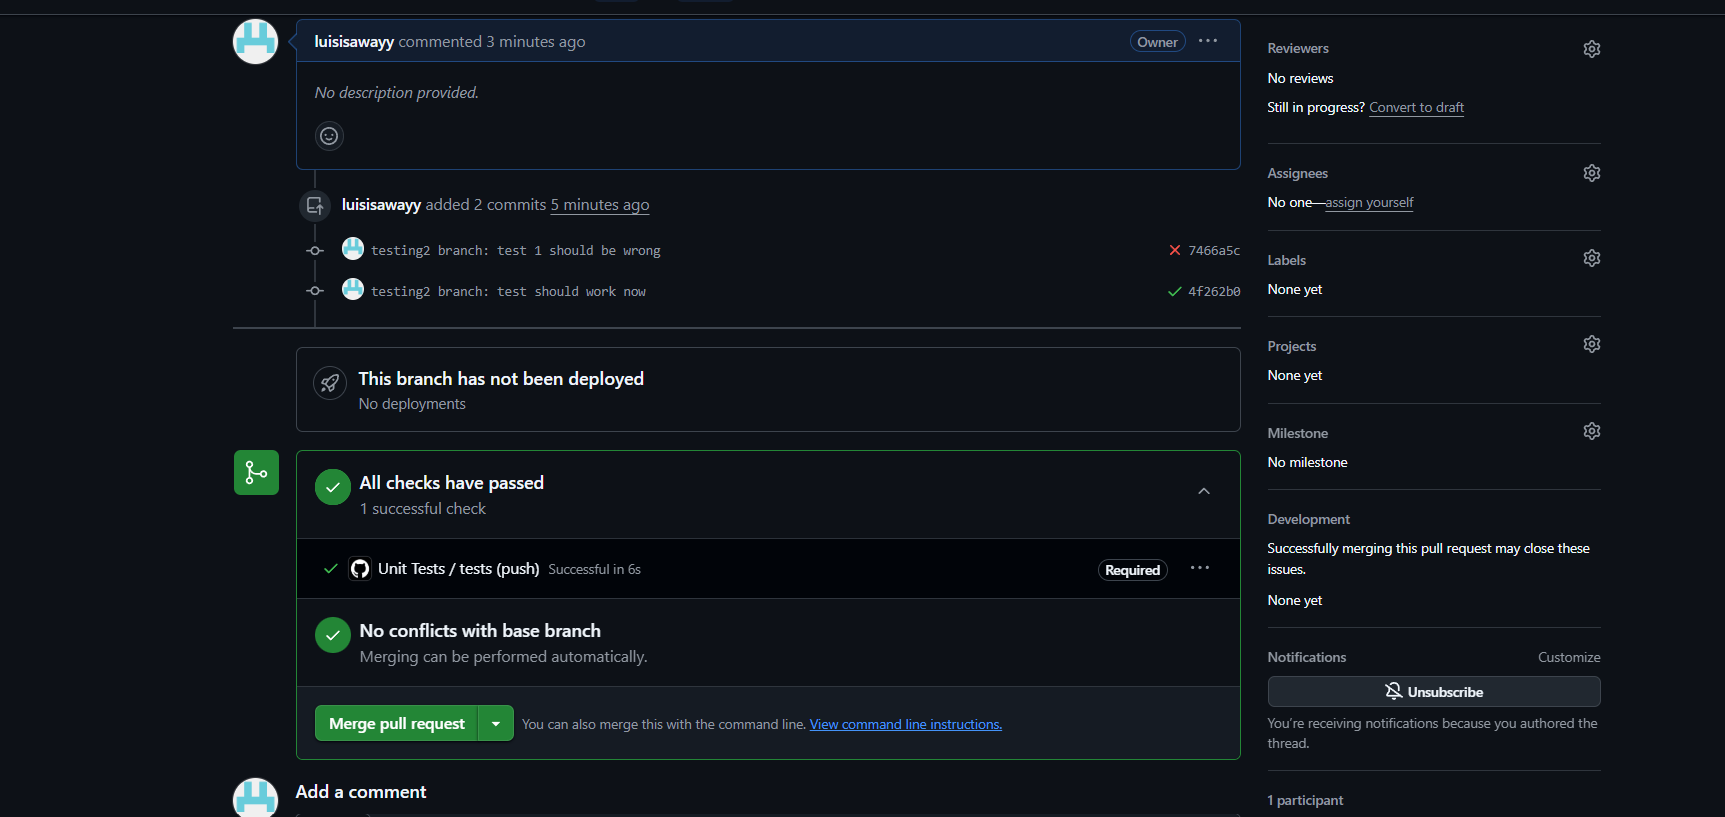 luisisawayy commented 3 minutes ago
Owner
No description provided.
luisisawayy added 2 commits 5 minutes ago
testing2 branch: test 1 should be wrong
7466a5c
testing2 branch: test should work now
4f262b0
This branch has not been deployed
No deployments
All checks have passed
1 successful check
Unit Tests / tests (push) Successful in 6s
Required
No conflicts with base branch
Merging can be performed automatically.
Merge pull request
You can also merge this with the command line. View command line instructions.
Add a comment
Reviewers
No reviews
Still in progress? Convert to draft
Assignees
No one—assign yourself
Labels
None yet
Projects
None yet
Milestone
No milestone
Development
Successfully merging this pull request may close these
issues.
None yet
Notifications
Customize
Unsubscribe
You're receiving notifications because you authored the
thread.
1 participant